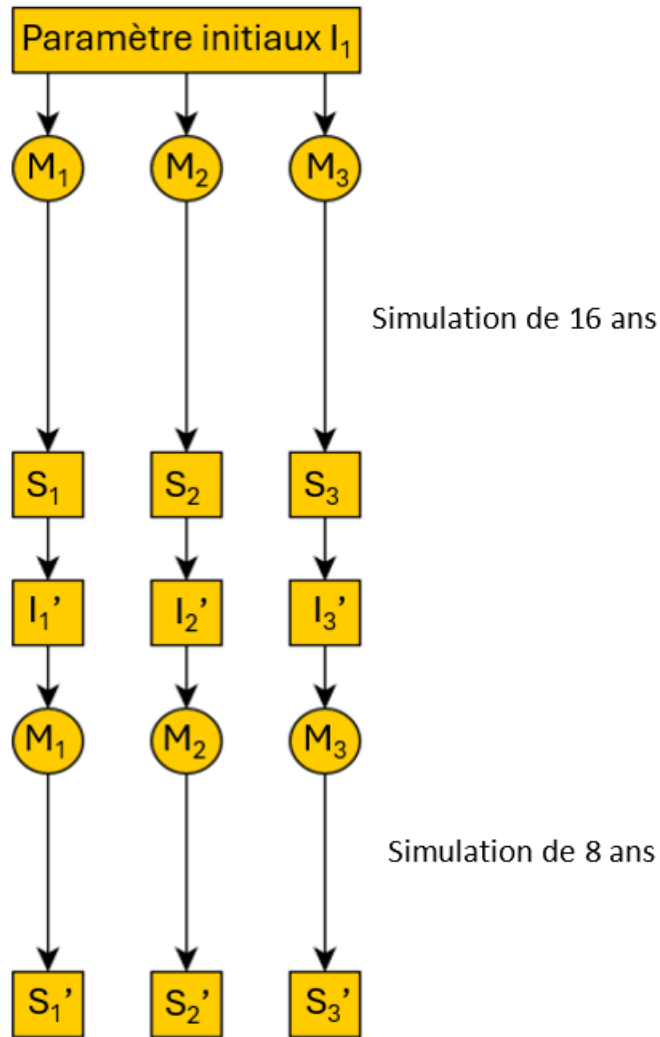 Paramètre initiaux I₁
M₁ M₂ M₃
Simulation de 16 ans
S₁ S₂ S₃
I₁’ I₂’ I₃’
M₁ M₂ M₃
Simulation de 8 ans
S₁’ S₂’ S₃’